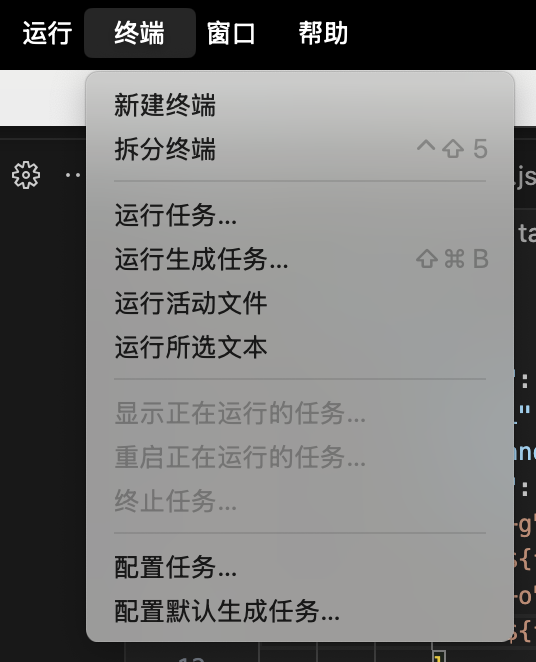 运行 终端 窗口 帮助
新建终端
拆分终端 ^⇧5
运行任务...
运行生成任务... ⇧⌘B
运行活动文件
运行所选文本
显示正在运行的任务...
重启正在运行的任务...
终止任务...
配置任务...
配置默认生成任务...